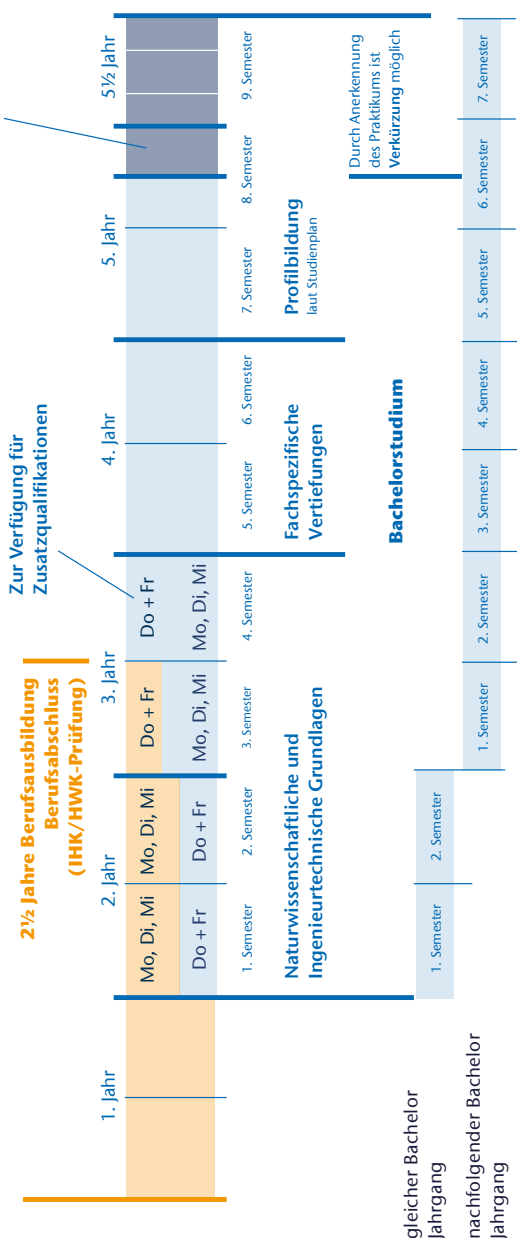 2½ Jahre Berufsausbildung
Berufsabschluss
(IHK/HWK-Prüfung)
Zur Verfügung für
Zusatzqualifikationen
1. Jahr
2. Jahr
3. Jahr
4. Jahr
5. Jahr
5½ Jahr
Mo, Di, Mi
Mo, Di, Mi
Do + Fr
Do + Fr
Do + Fr
Do + Fr
Mo, Di, Mi
Mo, Di, Mi
1. Semester
2. Semester
3. Semester
4. Semester
5. Semester
6. Semester
7. Semester
8. Semester
9. Semester
Naturwissenschaftliche und
Ingenieurtechnische Grundlagen
Fachspezifische
Vertiefungen
Profilbildung
laut Studienplan
Bachelorstudium
Durch Anerkennung
des Praktikums ist
Verkürzung möglich
gleicher Bachelor
Jahrgang
1. Semester
2. Semester
nachfolgender Bachelor
Jahrgang
1. Semester
2. Semester
3. Semester
4. Semester
5. Semester
6. Semester
7. Semester